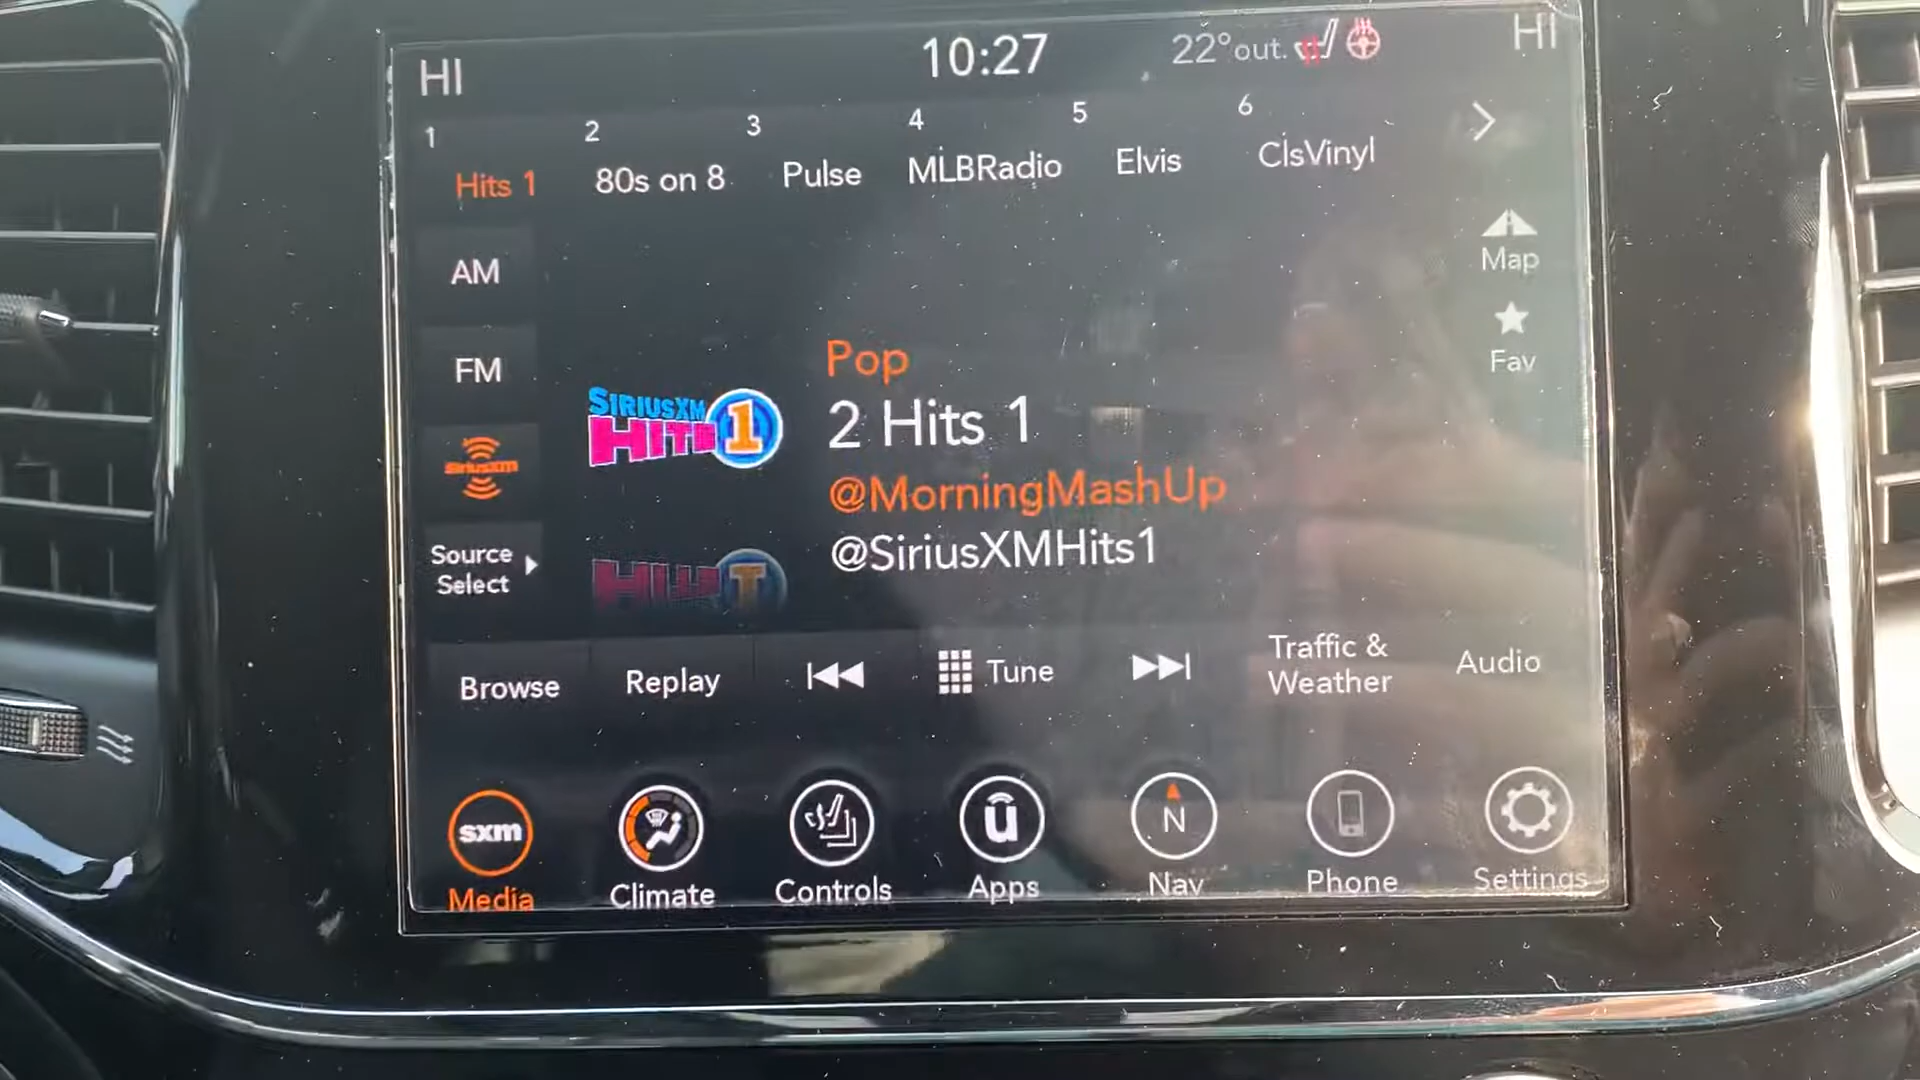 HI
10:27
22°out.
HI
1
2
3
4
5
6
Hits 1
80s on 8
Pulse
MLBRadio
Elvis
ClsVinyl
AM
Map
FM
Fav
Pop
SIRIUSXM
HITS 1
2 Hits 1
siriusxm
@MorningMashUp
@SiriusXMHits1
Source
Select
Browse
Replay
Tune
Traffic &
Weather
Audio
sxm
u
N
Media
Climate
Controls
Apps
Nav
Phone
Settings